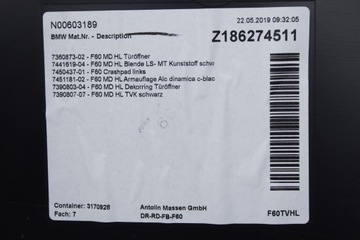 N00603189
22.05.2019 09:32:05
BMW Mat.Nr. - Description
Z186274511
7360873-02 - F60 MD HL Türöffner
7441619-04 - F60 MD HL Blende LS- MT Kunststoff schw
7450437-01 - F60 Crashpad links
7451181-02 - F60 MD HL Armauflage Alc dinamica c-blac
7390803-04 - F60 MD HL Dekorring Türöffner
7390807-07 - F60 MD HL TVK schwarz
Container: 3170928
Antolin Massen GmbH
Fach: 7
DR-RD-FB-F60
F60TVHL